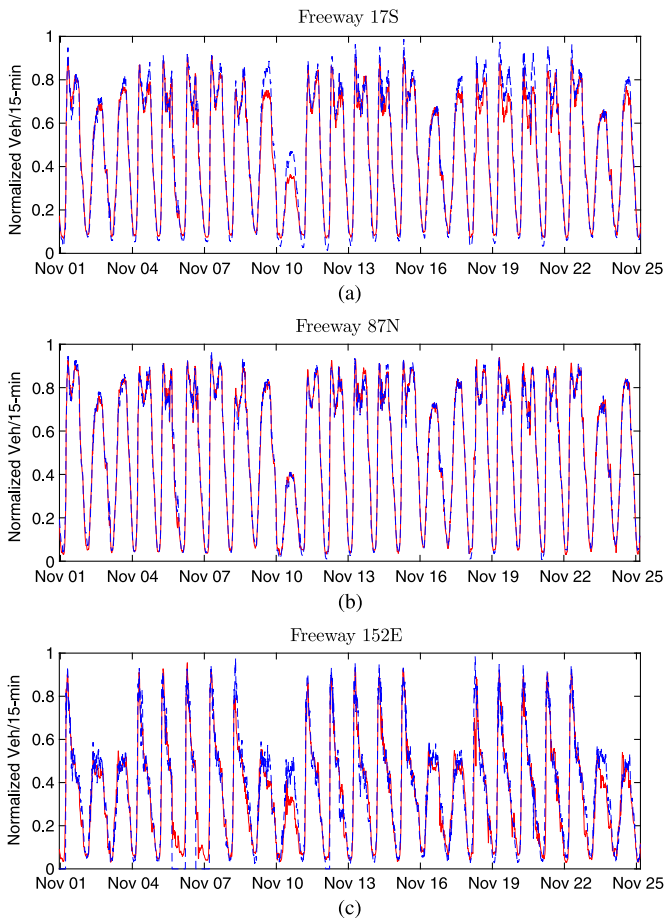 Freeway 17S
1
0.8
0.6
0.4
0.2
0
Normalized Veh/15-min
Nov 01 Nov 04 Nov 07 Nov 10 Nov 13 Nov 16 Nov 19 Nov 22 Nov 25
(a)
Freeway 87N
1
0.8
0.6
0.4
0.2
0
Normalized Veh/15-min
Nov 01 Nov 04 Nov 07 Nov 10 Nov 13 Nov 16 Nov 19 Nov 22 Nov 25
(b)
Freeway 152E
1
0.8
0.6
0.4
0.2
0
Normalized Veh/15-min
Nov 01 Nov 04 Nov 07 Nov 10 Nov 13 Nov 16 Nov 19 Nov 22 Nov 25
(c)